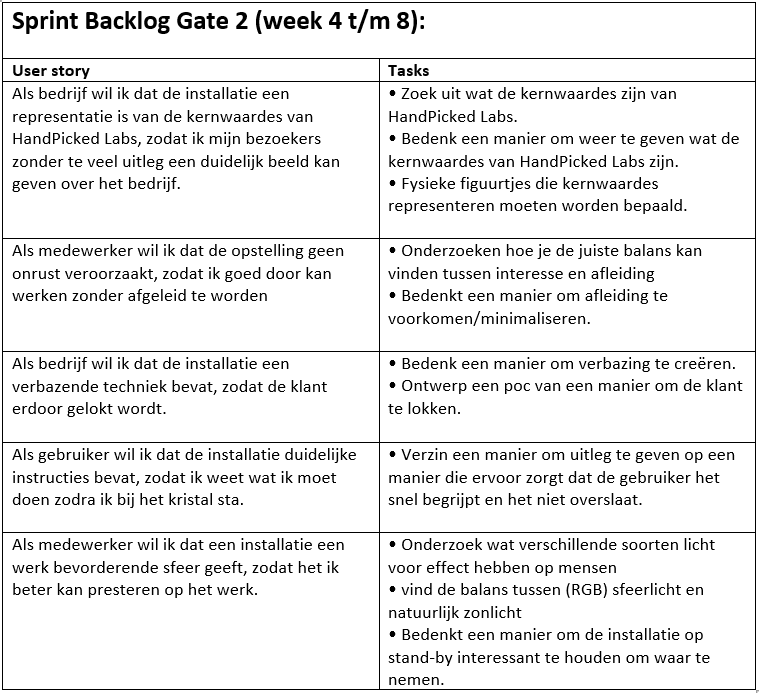 Sprint Backlog Gate 2 (week 4 t/m 8):
User story
Tasks
Als bedrijf wil ik dat de installatie een
representatie is van de kernwaardes van
HandPicked Labs, zodat ik mijn bezoekers
zonder te veel uitleg een duidelijk beeld kan
geven over het bedrijf.
• Zoek uit wat de kernwaardes zijn van
HandPicked Labs.
• Bedenk een manier om weer te geven wat de
kernwaardes van HandPicked Labs zijn.
• Fysieke figuurtjes die kernwaardes
representeren moeten worden bepaald.
Als medewerker wil ik dat de opstelling geen
onrust veroorzaakt, zodat ik goed door kan
werken zonder afgeleid te worden
• Onderzoeken hoe je de juiste balans kan
vinden tussen interesse en afleiding
• Bedenkt een manier om afleiding te
voorkomen/minimaliseren.
Als bedrijf wil ik dat de installatie een
verbazende techniek bevat, zodat de klant
erdoor gelokt wordt.
• Bedenk een manier om verbazing te creëren.
• Ontwerp een poc van een manier om de klant
te lokken.
Als gebruiker wil ik dat de installatie duidelijke
instructies bevat, zodat ik weet wat ik moet
doen zodra ik bij het kristal sta.
• Verzin een manier om uitleg te geven op een
manier die ervoor zorgt dat de gebruiker het
snel begrijpt en het niet overslaat.
Als medewerker wil ik dat een installatie een
werk bevorderende sfeer geeft, zodat het ik
beter kan presteren op het werk.
• Onderzoek wat verschillende soorten licht
voor effect hebben op mensen
• vind de balans tussen (RGB) sfeerlicht en
natuurlijk zonlicht
• Bedenkt een manier om de installatie op
stand-by interessant te houden om waar te
nemen.